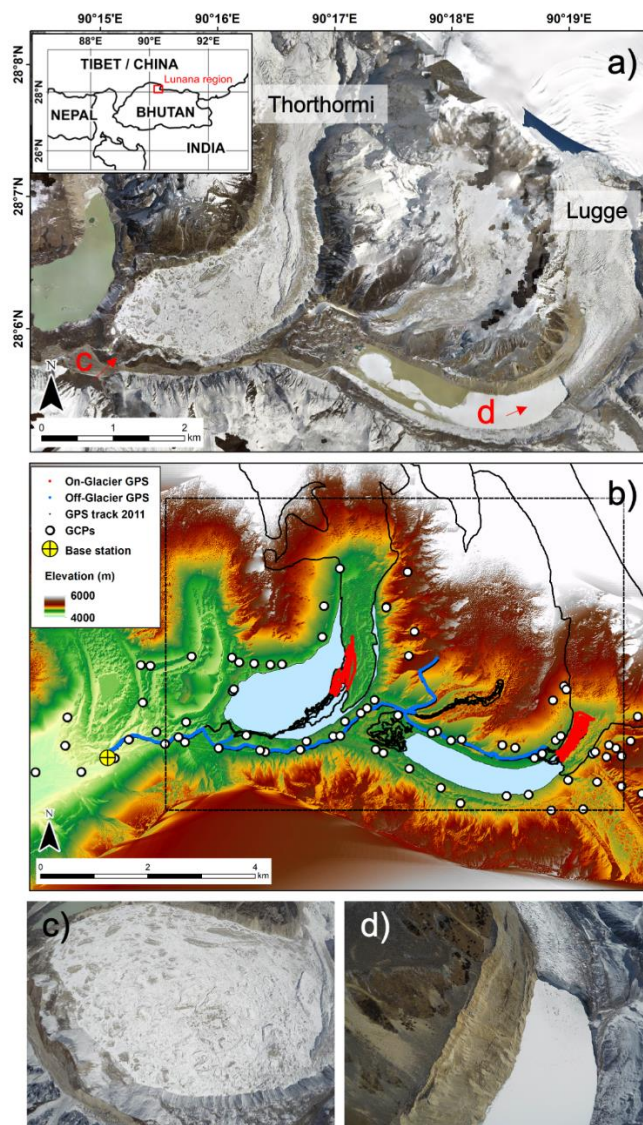 90°15'E 90°17'E 90°18'E 90°19'E
a)
88°E 90°E 92°E
TIBET / CHINA
Lunana region
28°N
NEPAL
BHUTAN
26°N
INDIA
Thorthormi
Lugge
28°8'N
28°7'N
28°6'N
c
d
N
0 1 2
km
b)
On-Glacier GPS
Off-Glacier GPS
GPS track 2011
GCPs
Base station
Elevation (m)
6000
4000
N
0 2 4
km
c)
d)